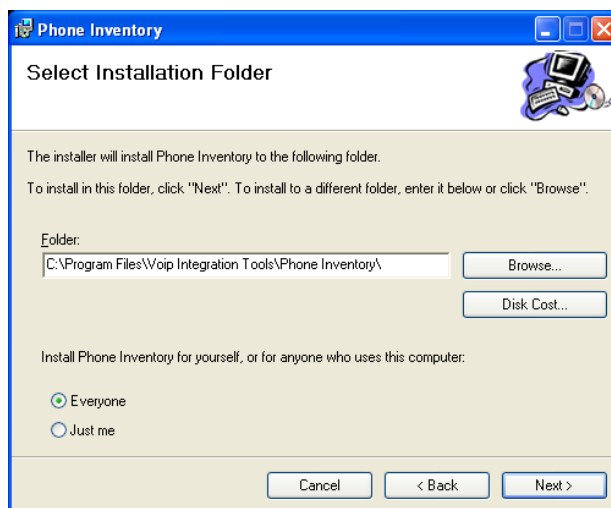 Phone Inventory
Select Installation Folder
The installer will install Phone Inventory to the following folder.
To install in this folder, click "Next". To install to a different folder, enter it below or click "Browse".
Folder:
C:\Program Files\Voip Integration Tools\Phone Inventory\
Browse...
Disk Cost...
Install Phone Inventory for yourself, or for anyone who uses this computer:
Everyone
Just me
Cancel
< Back
Next >